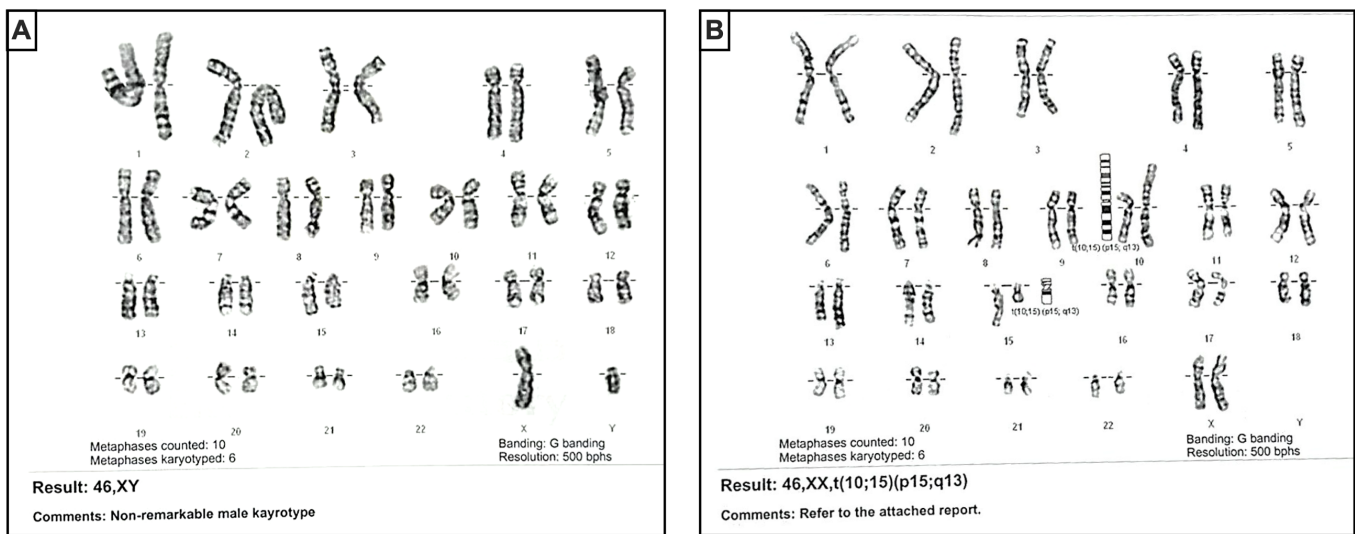 A
1 2 3 4 5
6 7 8 9 10 11 12
13 14 15 16 17 18
19 20 21 22 X Y
Metaphases counted: 10
Metaphases karyotyped: 6
Banding: G banding
Resolution: 500 bphs
Result: 46,XY
Comments: Non-remarkable male kayrotype
B
1 2 3 4 5
t(10;15)(p15; q13)
6 7 8 9 10 11 12
t(10;15)(p15; q13)
13 14 15 16 17 18
19 20 21 22 X Y
Metaphases counted: 10
Metaphases karyotyped: 6
Banding: G banding
Resolution: 500 bphs
Result: 46,XX,t(10;15)(p15;q13)
Comments: Refer to the attached report.